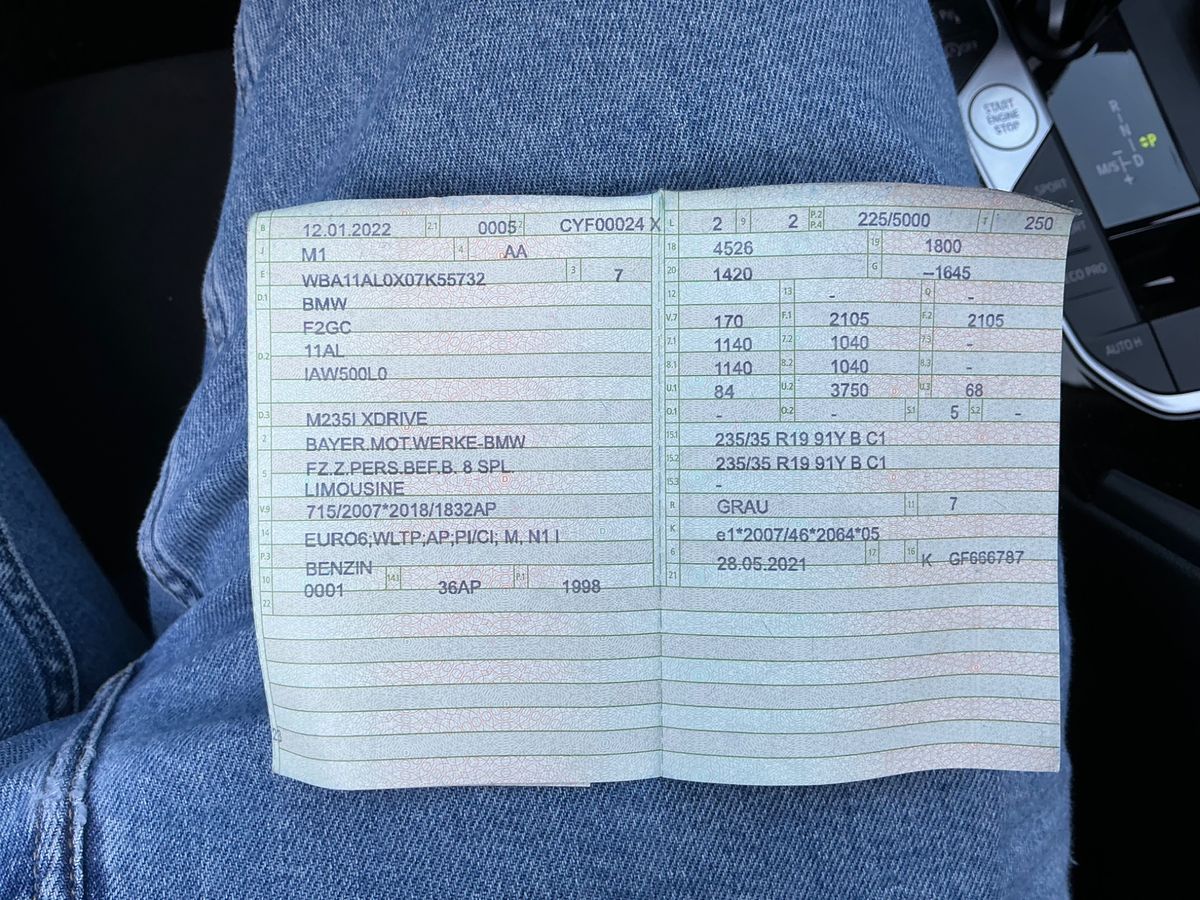 B 12.01.2022 2.1 0005 2 CYF00024 X
J M1 4 AA
E WBA11AL0X07K55732 3 7
D.1 BMW
F2GC
D.2 11AL
IAW500L0
D.3 M235I XDRIVE
2 BAYER.MOT.WERKE-BMW
5 FZ.Z.PERS.BEF.B. 8 SPL.
LIMOUSINE
V.9 715/2007*2018/1832AP
14 EURO6;WLTP;AP;PI/CI; M, N1 I
P.3 BENZIN
10 0001 14.1 36AP P.1 1998
22
L 2 9 2 P.2 P.4 225/5000 T 250
18 4526 19 1800
20 1420 G –1645
12 13 - Q -
V.7 170 F.1 2105 F.2 2105
7.1 1140 7.2 1040 7.3 -
8.1 1140 8.2 1040 8.3 -
U.1 84 U.2 3750 U.3 68
O.1 - O.2 - S.1 5 S.2 -
15.1 235/35 R19 91Y B C1
15.2 235/35 R19 91Y B C1
15.3 -
R GRAU 11 7
K e1*2007/46*2064*05
6 28.05.2021 17 16 K GF666787
21
START
ENGINE
STOP
R
N
D
P
M/S
+
SPORT
ECO PRO
AUTO H